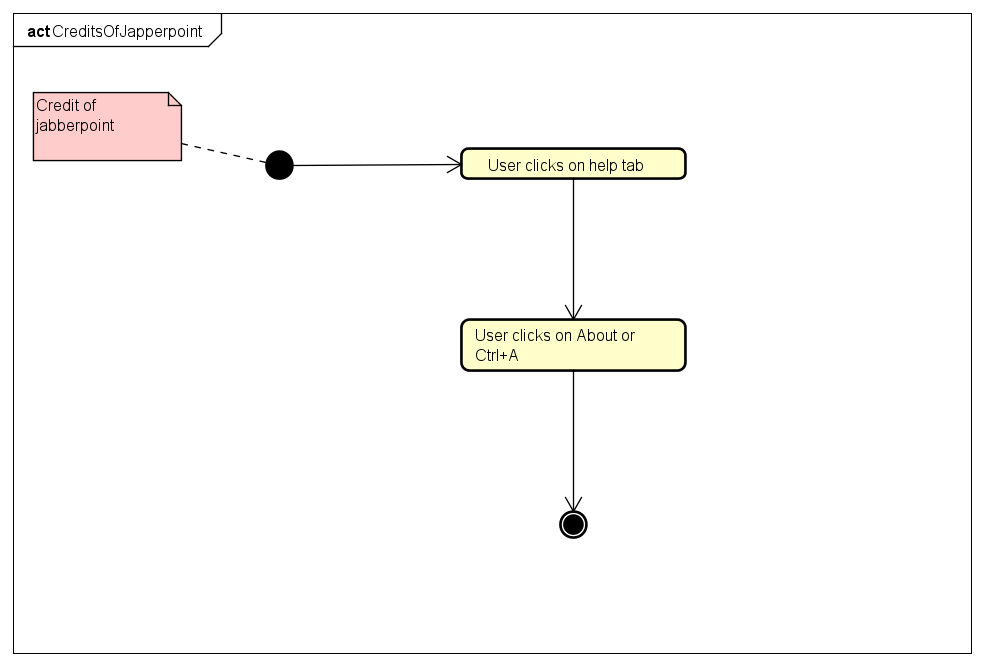 act CreditsOfJapperpoint
Credit of
jabberpoint
User clicks on help tab
User clicks on About or
Ctrl+A